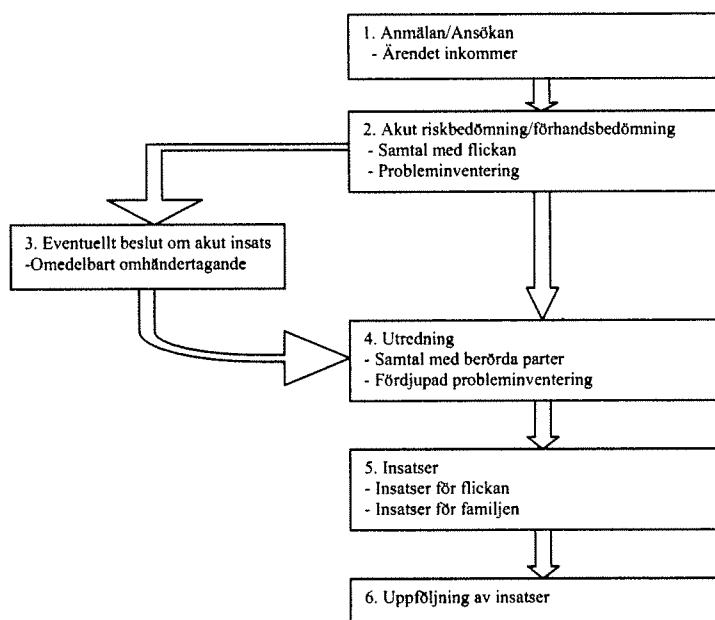 1. Anmälan/Ansökan
- Ärendet inkommer
2. Akut riskbedömning/förhandsbedömning
- Samtal med flickan
- Probleminventering
3. Eventuellt beslut om akut insats
-Omedelbart omhändertagande
4. Utredning
- Samtal med berörda parter
- Fördjupad probleminventering
5. Insatser
- Insatser för flickan
- Insatser för familjen
6. Uppföljning av insatser